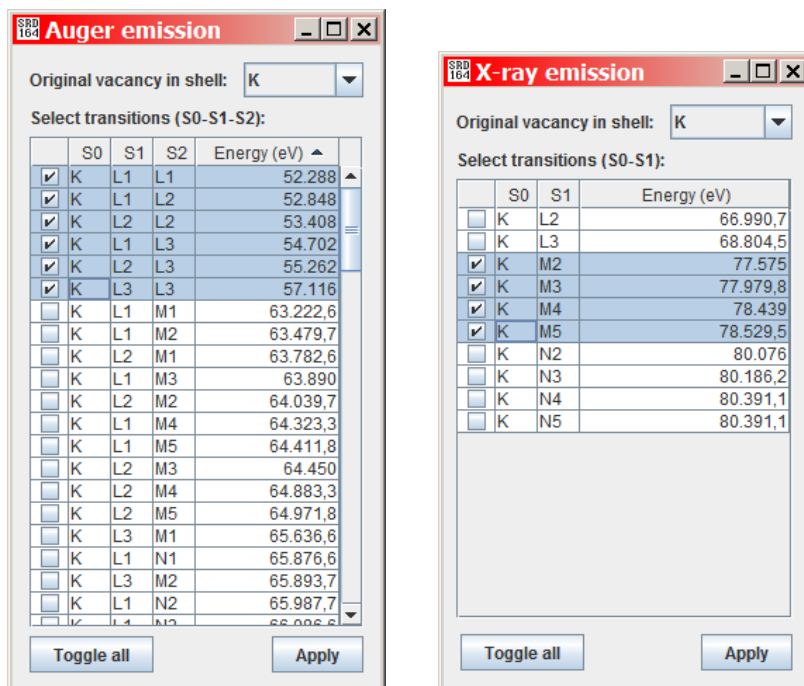 SRD 164 Auger emission
Original vacancy in shell: K
Select transitions (S0-S1-S2):
S0 S1 S2 Energy (eV)
K L1 L1 52.288
K L1 L2 52.848
K L2 L2 53.408
K L1 L3 54.702
K L2 L3 55.262
K L3 L3 57.116
K L1 M1 63.222,6
K L1 M2 63.479,7
K L2 M1 63.782,6
K L1 M3 63.890
K L2 M2 64.039,7
K L1 M4 64.323,3
K L1 M5 64.411,8
K L2 M3 64.450
K L2 M4 64.883,3
K L2 M5 64.971,8
K L3 M1 65.636,6
K L1 N1 65.876,6
K L3 M2 65.893,7
K L1 N2 65.987,7
Toggle all Apply
SRD 164 X-ray emission
Original vacancy in shell: K
Select transitions (S0-S1):
S0 S1 Energy (eV)
K L2 66.990,7
K L3 68.804,5
K M2 77.575
K M3 77.979,8
K M4 78.439
K M5 78.529,5
K N2 80.076
K N3 80.186,2
K N4 80.391,1
K N5 80.391,1
Toggle all Apply